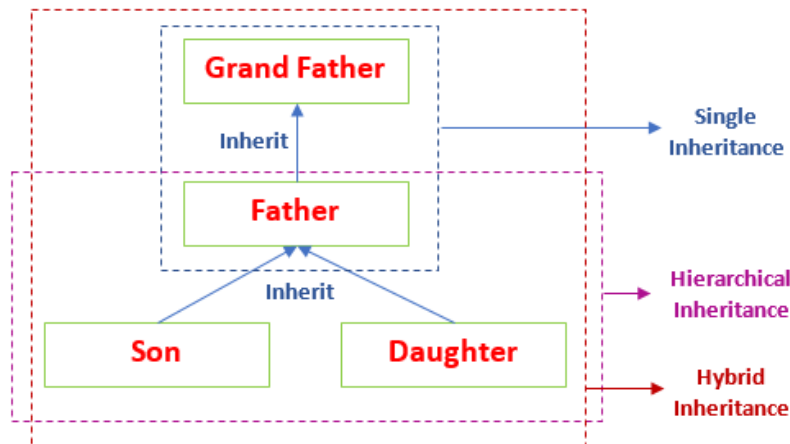 Grand Father
Single
Inheritance
Inherit
Father
Hierarchical
Inheritance
Inherit
Son
Daughter
Hybrid
Inheritance